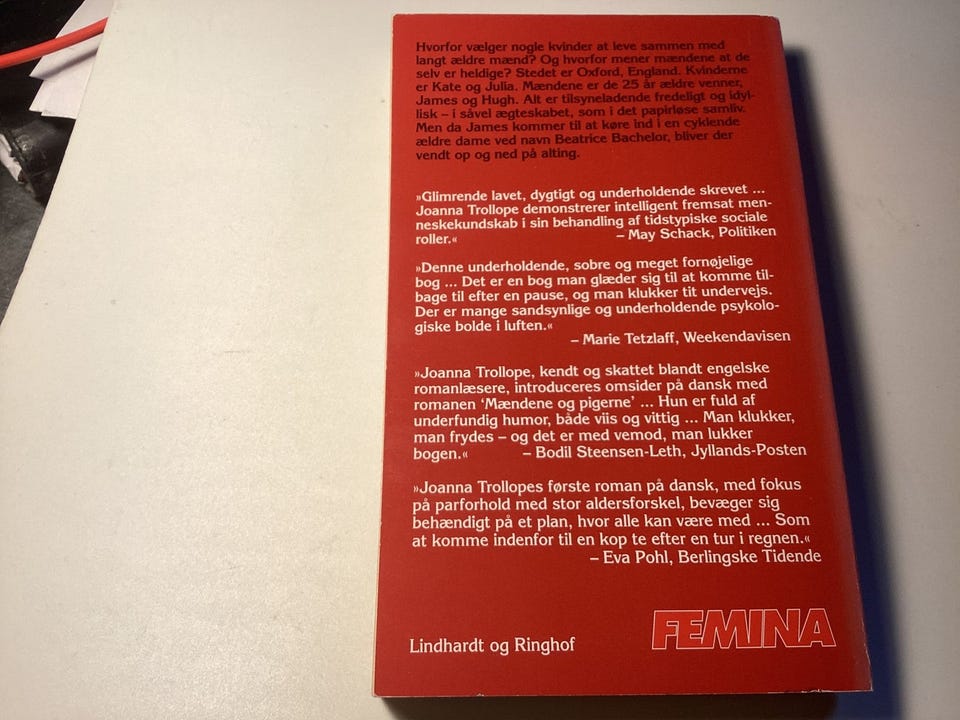 Hvorfor vælger nogle kvinder at leve sammen med
langt ældre mænd? Og hvorfor mener mændene at de
selv er heldige? Stedet er Oxford, England. Kvinderne
er Kate og Julia. Mændene er de 25 år ældre venner,
James og Hugh. Alt er tilsyneladende fredeligt og idyl-
lisk – i såvel ægteskabet, som i det papirløse samliv.
Men da James kommer til at køre ind i en cyklende
ældre dame ved navn Beatrice Bachelor, bliver der
vendt op og ned på alting.
»Glimrende lavet, dygtigt og underholdende skrevet ...
Joanna Trollope demonstrerer intelligent fremsat men-
neskekundskab i sin behandling af tidstypiske sociale
roller.« – May Schack, Politiken
»Denne underholdende, sobre og meget fornøjelige
bog ... Det er en bog man glæder sig til at komme til-
bage til efter en pause, og man klukker tit undervejs.
Der er mange sandsynlige og underholdende psykolo-
giske bolde i luften.«
– Marie Tetzlaff, Weekendavisen
»Joanna Trollope, kendt og skattet blandt engelske
romanlæsere, introduceres omsider på dansk med
romanen ‘Mændene og pigerne’ ... Hun er fuld af
underfundig humor, både viis og vittig ... Man klukker,
man frydes – og det er med vemod, man lukker
bogen.« – Bodil Steensen-Leth, Jyllands-Posten
»Joanna Trollopes første roman på dansk, med fokus
på parforhold med stor aldersforskel, bevæger sig
behændigt på et plan, hvor alle kan være med ... Som
at komme indenfor til en kop te efter en tur i regnen.«
– Eva Pohl, Berlingske Tidende
Lindhardt og Ringhof
FEMINA